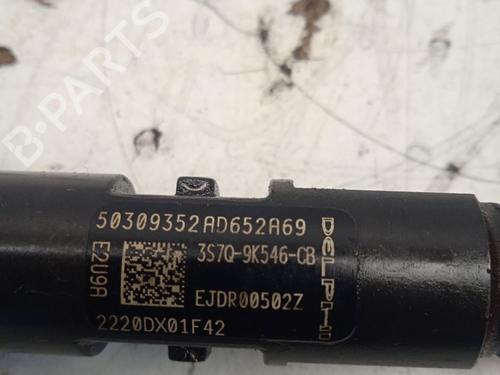 B-PARTS
50309352AD652A69
3S7Q-9K546-CB
EJDR00502Z
2220DX01F42
E2U9A
DELPHI